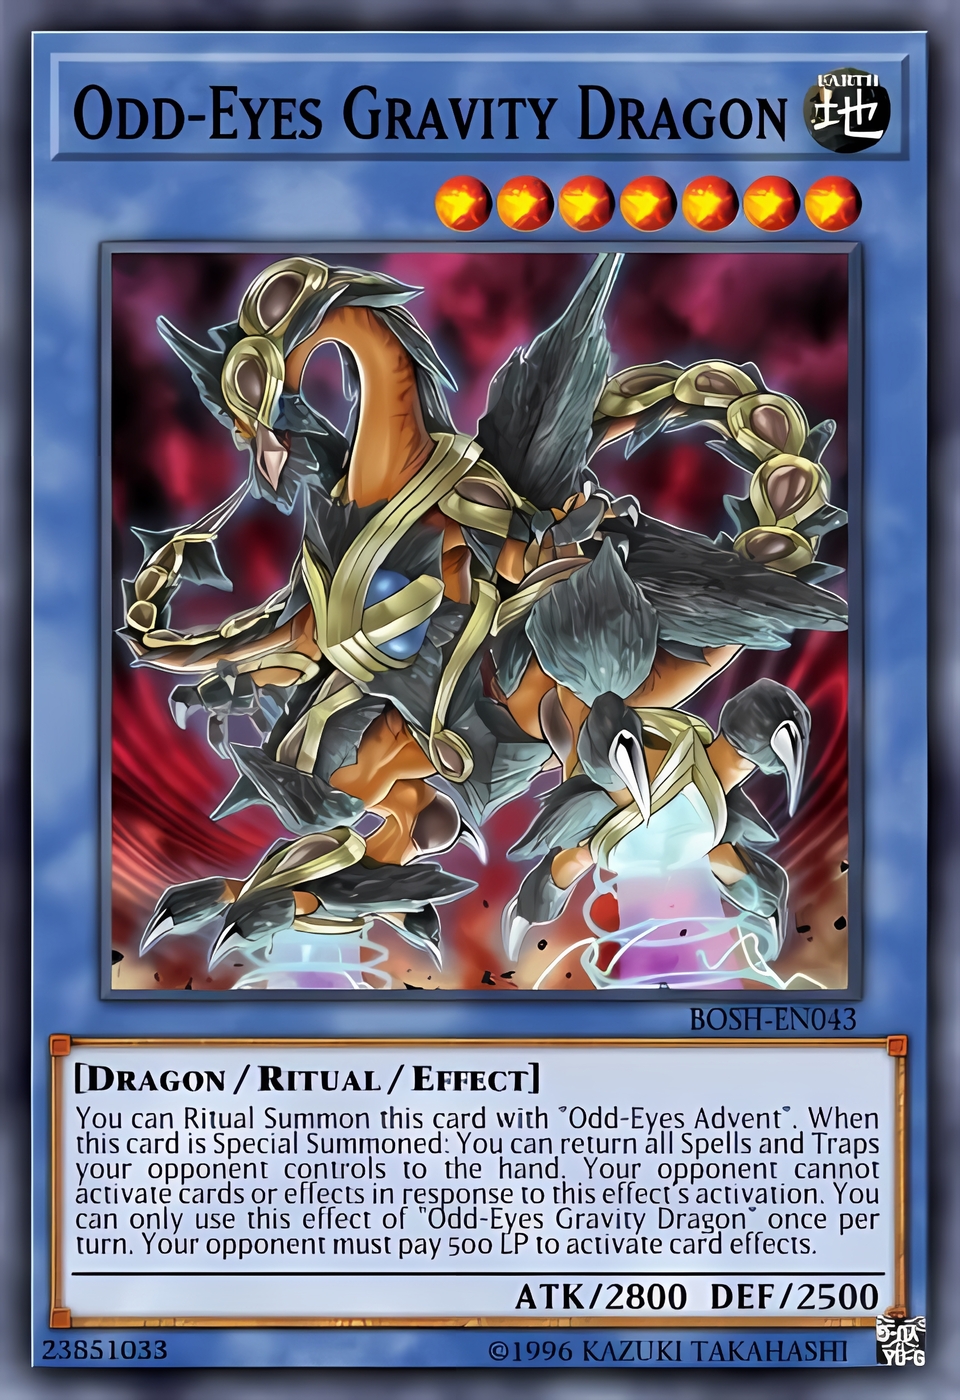 Odd-Eyes Gravity Dragon
EARTH
地
BOSH-EN043
[Dragon / Ritual / Effect]
You can Ritual Summon this card with "Odd-Eyes Advent". When
this card is Special Summoned: You can return all Spells and Traps
your opponent controls to the hand. Your opponent cannot
activate cards or effects in response to this effect's activation. You
can only use this effect of "Odd-Eyes Gravity Dragon" once per
turn. Your opponent must pay 500 LP to activate card effects.
ATK/2800 DEF/2500
23851033
©1996 KAZUKI TAKAHASHI